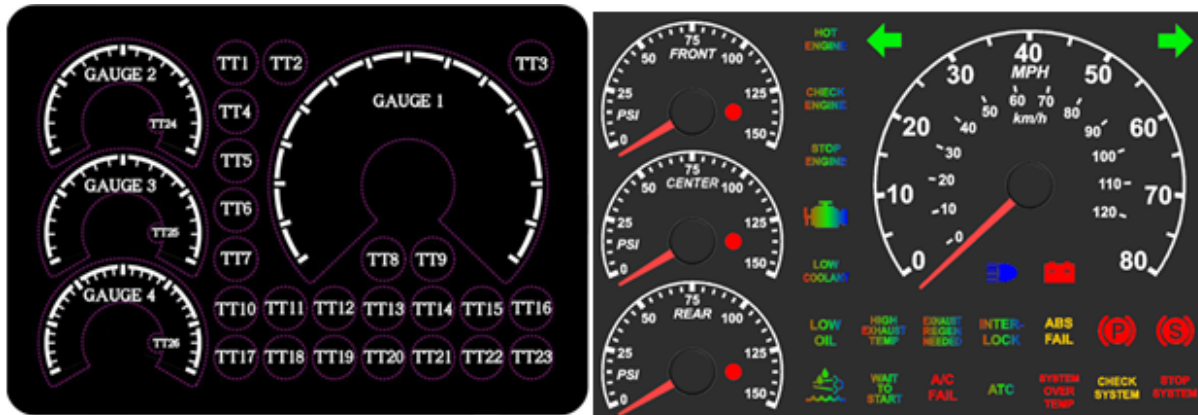 GAUGE 2
TT24
GAUGE 3
TT25
GAUGE 4
TT26
TT1 TT2
TT3
TT4
TT5
TT6
TT7
GAUGE 1
TT8 TT9
TT10 TT11 TT12 TT13 TT14 TT15 TT16
TT17 TT18 TT19 TT20 TT21 TT22 TT23
0 25 50 75 100 125 150
FRONT
PSI
0 25 50 75 100 125 150
CENTER
PSI
0 25 50 75 100 125 150
REAR
PSI
HOT
ENGINE
CHECK
ENGINE
STOP
ENGINE
LOW
COOLANT
0 10 20 30 40 50 60 70 80
MPH
0 10 20 30 40 50 60 70 80 90 100 110 120
km/h
LOW
OIL
HIGH
EXHAUST
TEMP
EXHAUST
REGEN
NEEDED
INTER-
LOCK
ABS
FAIL
P
S
WAIT
TO
START
A/C
FAIL
ATC
SYSTEM
OVER
TEMP
CHECK
SYSTEM
STOP
SYSTEM